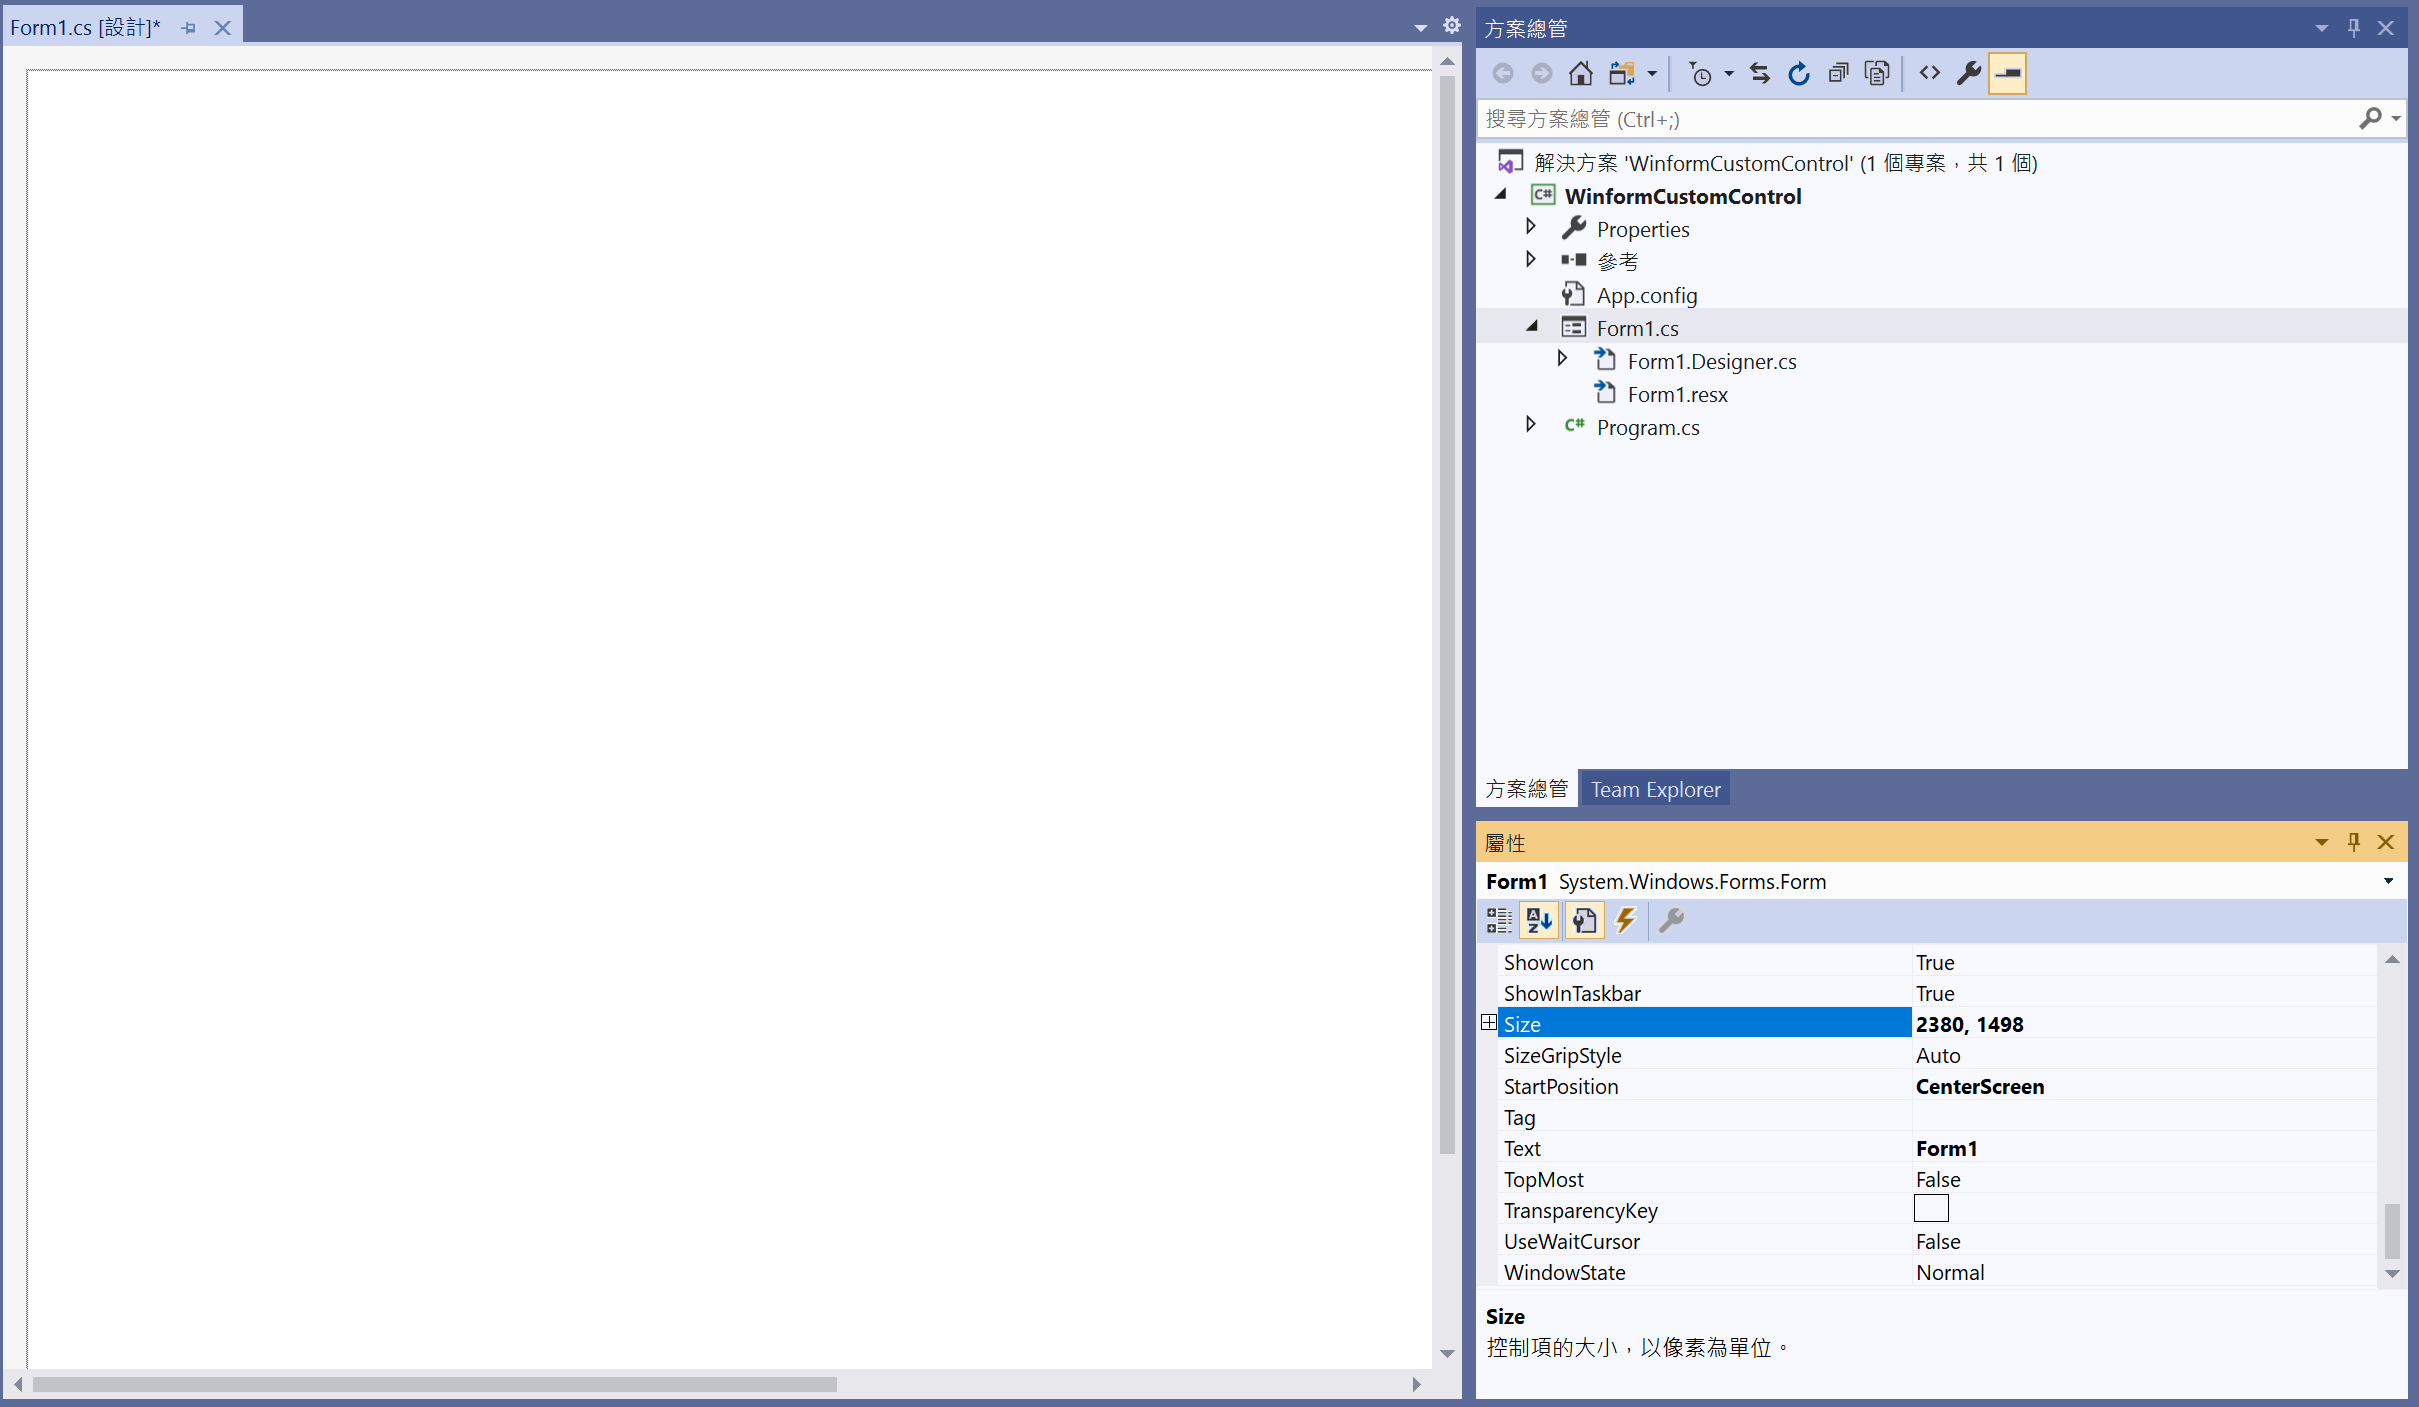 Form1.cs [設計]*
方案總管
搜尋方案總管 (Ctrl+;)
解決方案 'WinformCustomControl' (1 個專案，共 1 個)
C# WinformCustomControl
Properties
參考
App.config
Form1.cs
Form1.Designer.cs
Form1.resx
C# Program.cs
方案總管 Team Explorer
屬性
Form1 System.Windows.Forms.Form
ShowIcon True
ShowInTaskbar True
Size 2380, 1498
SizeGripStyle Auto
StartPosition CenterScreen
Tag
Text Form1
TopMost False
TransparencyKey
UseWaitCursor False
WindowState Normal
Size
控制項的大小，以像素為單位。